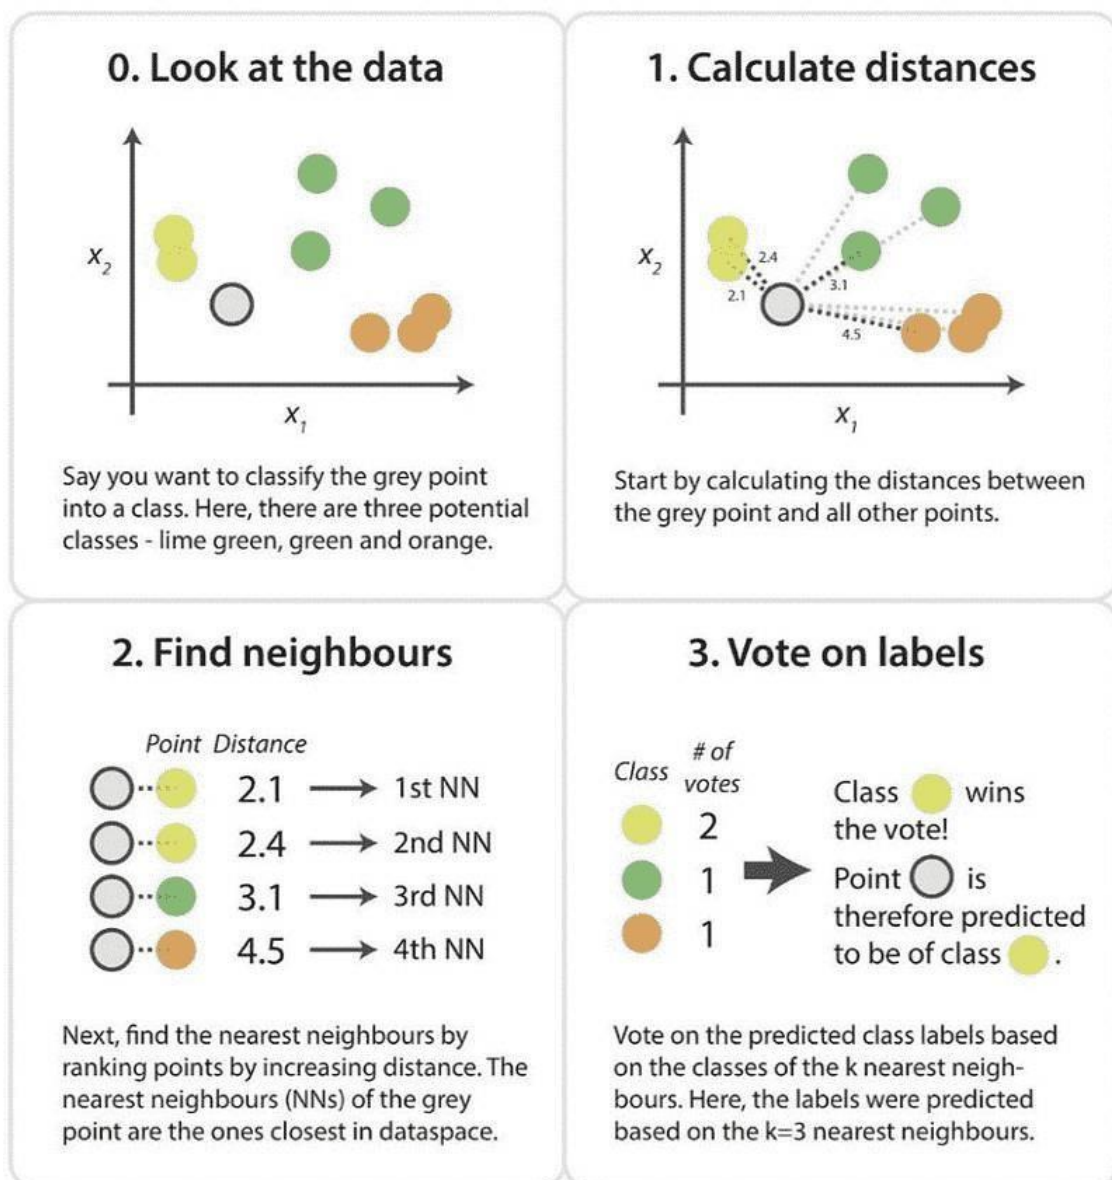 0. Look at the data
X2
X1
Say you want to classify the grey point
into a class. Here, there are three potential
classes - lime green, green and orange.
1. Calculate distances
X2
2.4
2.1
3.1
4.5
X1
Start by calculating the distances between
the grey point and all other points.
2. Find neighbours
Point Distance
2.1 1st NN
2.4 2nd NN
3.1 3rd NN
4.5 4th NN
Next, find the nearest neighbours by
ranking points by increasing distance. The
nearest neighbours (NNs) of the grey
point are the ones closest in dataspace.
3. Vote on labels
Class # of votes
2
1
1
Class wins
the vote!
Point is
therefore predicted
to be of class .
Vote on the predicted class labels based
on the classes of the k nearest neigh-
bours. Here, the labels were predicted
based on the k=3 nearest neighbours.